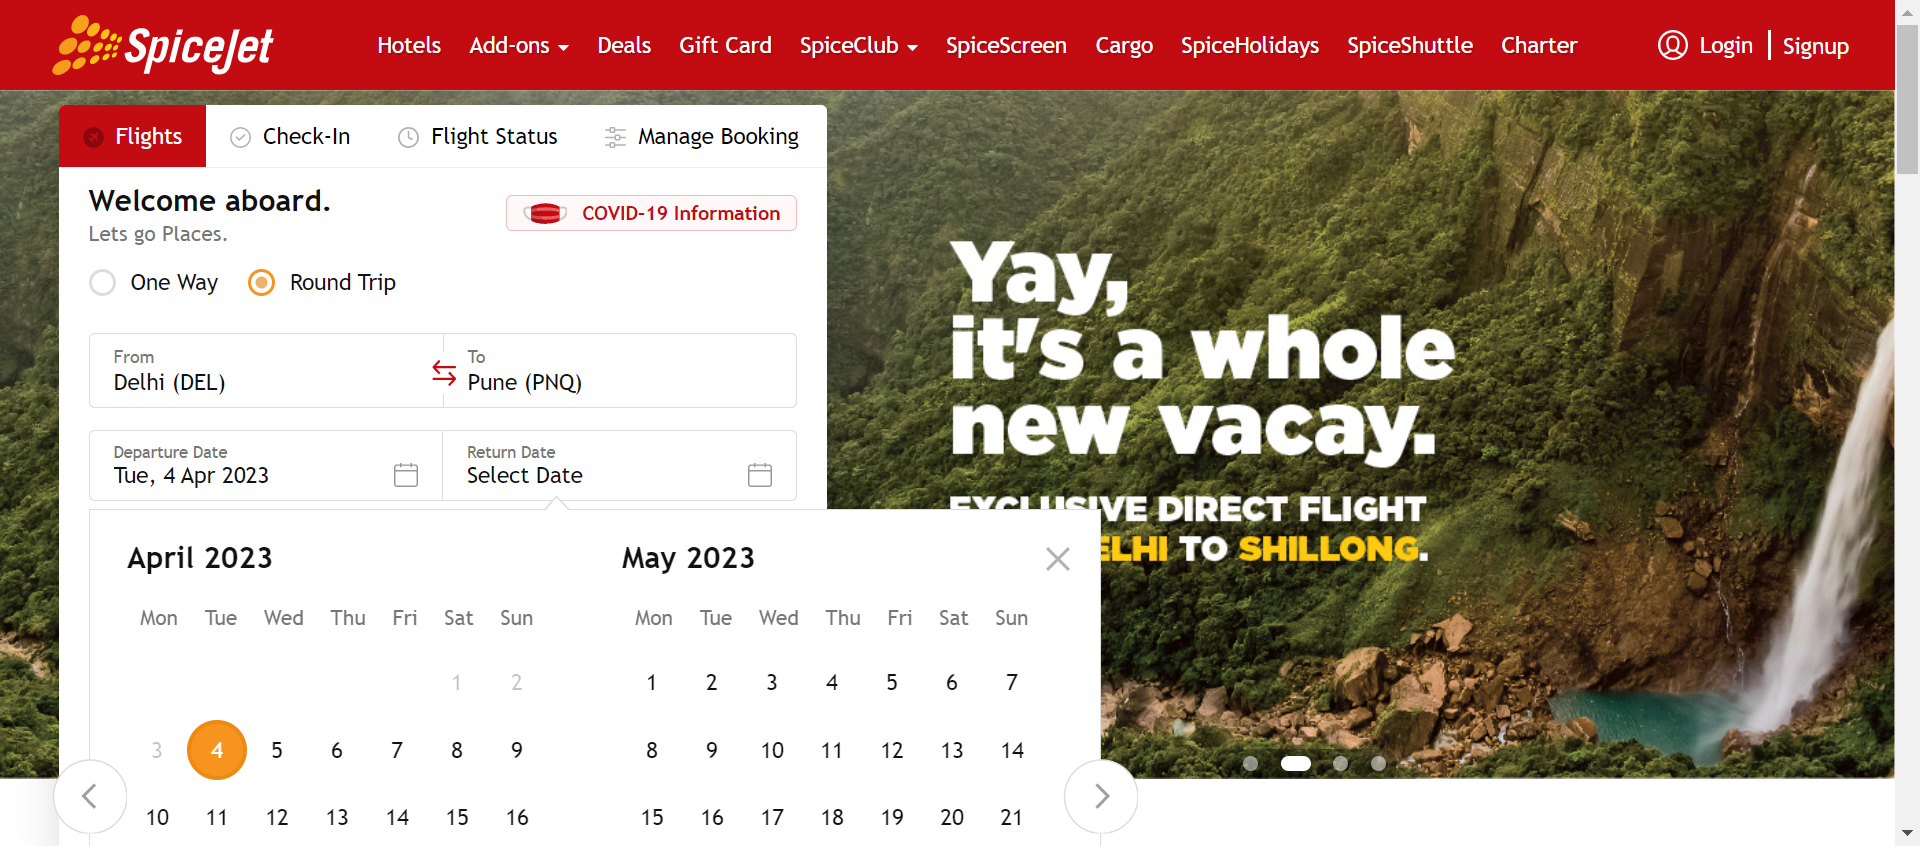 SpiceJet
Hotels Add-ons Deals Gift Card SpiceClub SpiceScreen Cargo SpiceHolidays SpiceShuttle Charter Login Signup
Flights Check-In Flight Status Manage Booking
Welcome aboard.
Lets go Places.
COVID-19 Information
One Way Round Trip
From
Delhi (DEL)
To
Pune (PNQ)
Departure Date
Tue, 4 Apr 2023
Return Date
Select Date
April 2023
Mon Tue Wed Thu Fri Sat Sun
1 2
3 4 5 6 7 8 9
10 11 12 13 14 15 16
May 2023
Mon Tue Wed Thu Fri Sat Sun
1 2 3 4 5 6 7
8 9 10 11 12 13 14
15 16 17 18 19 20 21
Yay,
it's a whole
new vacay.
EXCLUSIVE DIRECT FLIGHT
ELHI TO SHILLONG.